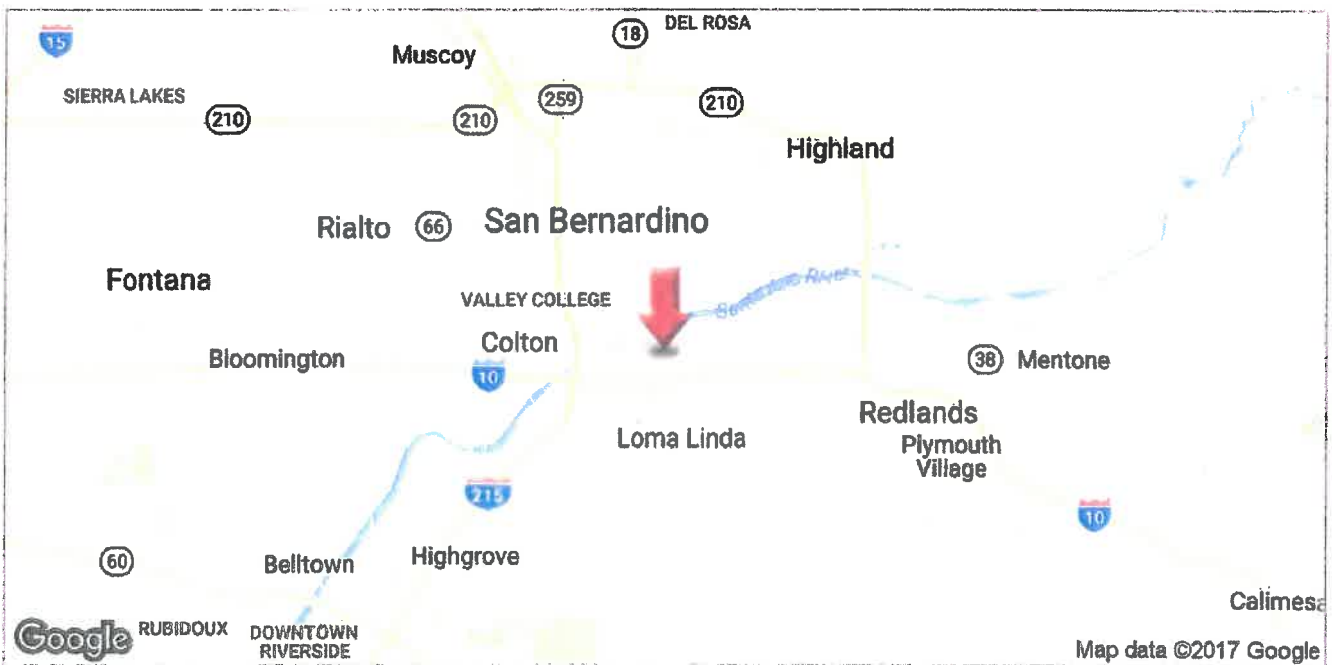 DEL ROSA
18
15
Muscoy
SIERRA LAKES
259
210
210
210
Highland
Rialto
66
San Bernardino
Fontana
VALLEY COLLEGE
Colton
Bloomington
10
38
Mentone
Redlands
Loma Linda
Plymouth
Village
215
10
60
Belltown
Highgrove
Calimesa
Google
RUBIDOUX
DOWNTOWN
RIVERSIDE
Map data ©2017 Google